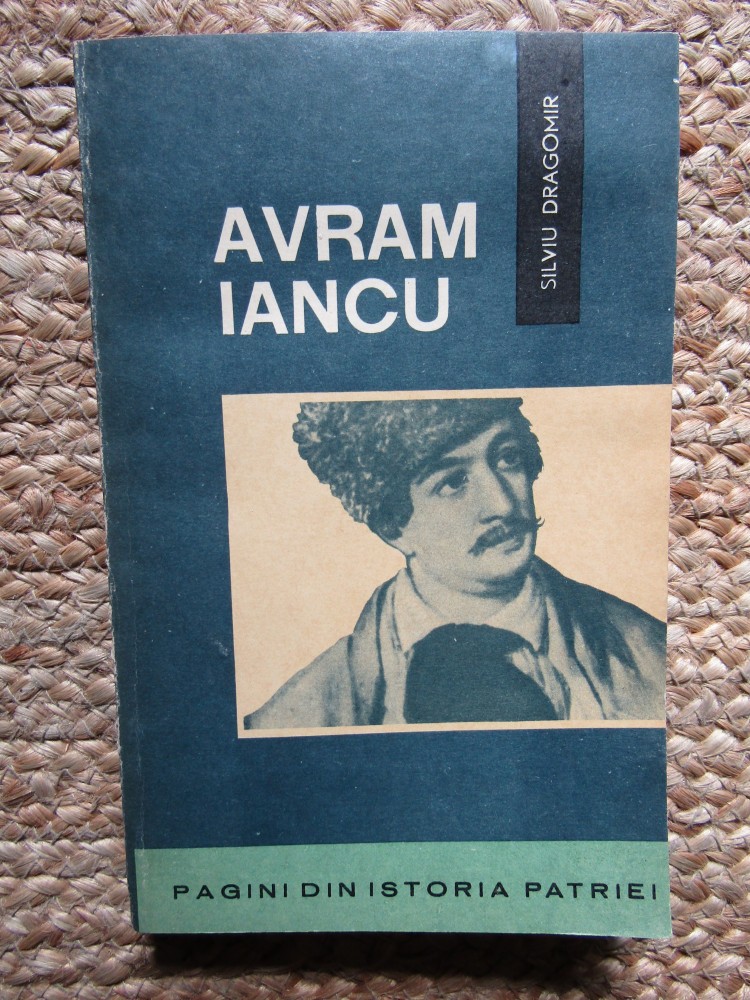 SILVIU DRAGOMIR
AVRAM
IANCU
PAGINI DIN ISTORIA PATRIEI